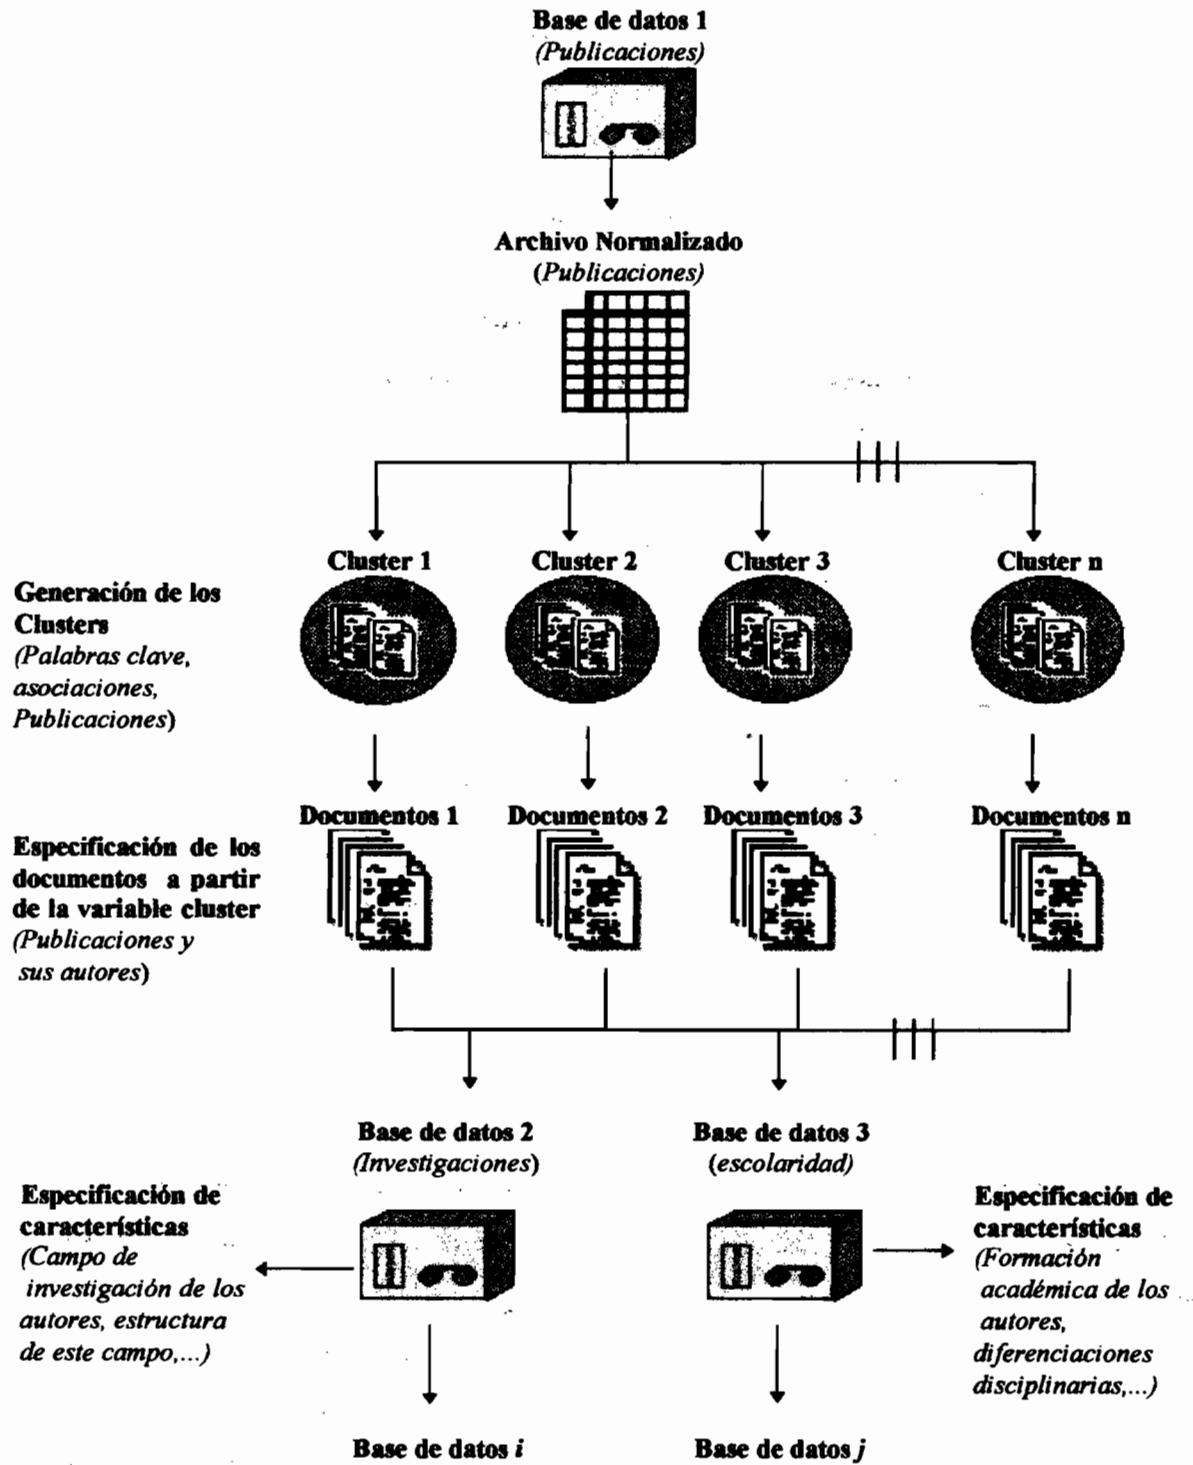 Base de datos 1
(Publicaciones)
Archivo Normalizado
(Publicaciones)
Cluster 1
Cluster 2
Cluster 3
Cluster n
Generación de los
Clusters
(Palabras clave,
asociaciones,
Publicaciones)
Documentos 1
Documentos 2
Documentos 3
Documentos n
Especificación de los
documentos a partir
de la variable cluster
(Publicaciones y
sus autores)
Base de datos 2
(Investigaciones)
Base de datos 3
(escolaridad)
Especificación de
características
(Campo de
investigación de los
autores, estructura
de este campo,...)
Especificación de
características
(Formación
académica de los
autores,
diferenciaciones
disciplinarias,...)
Base de datos i
Base de datos j